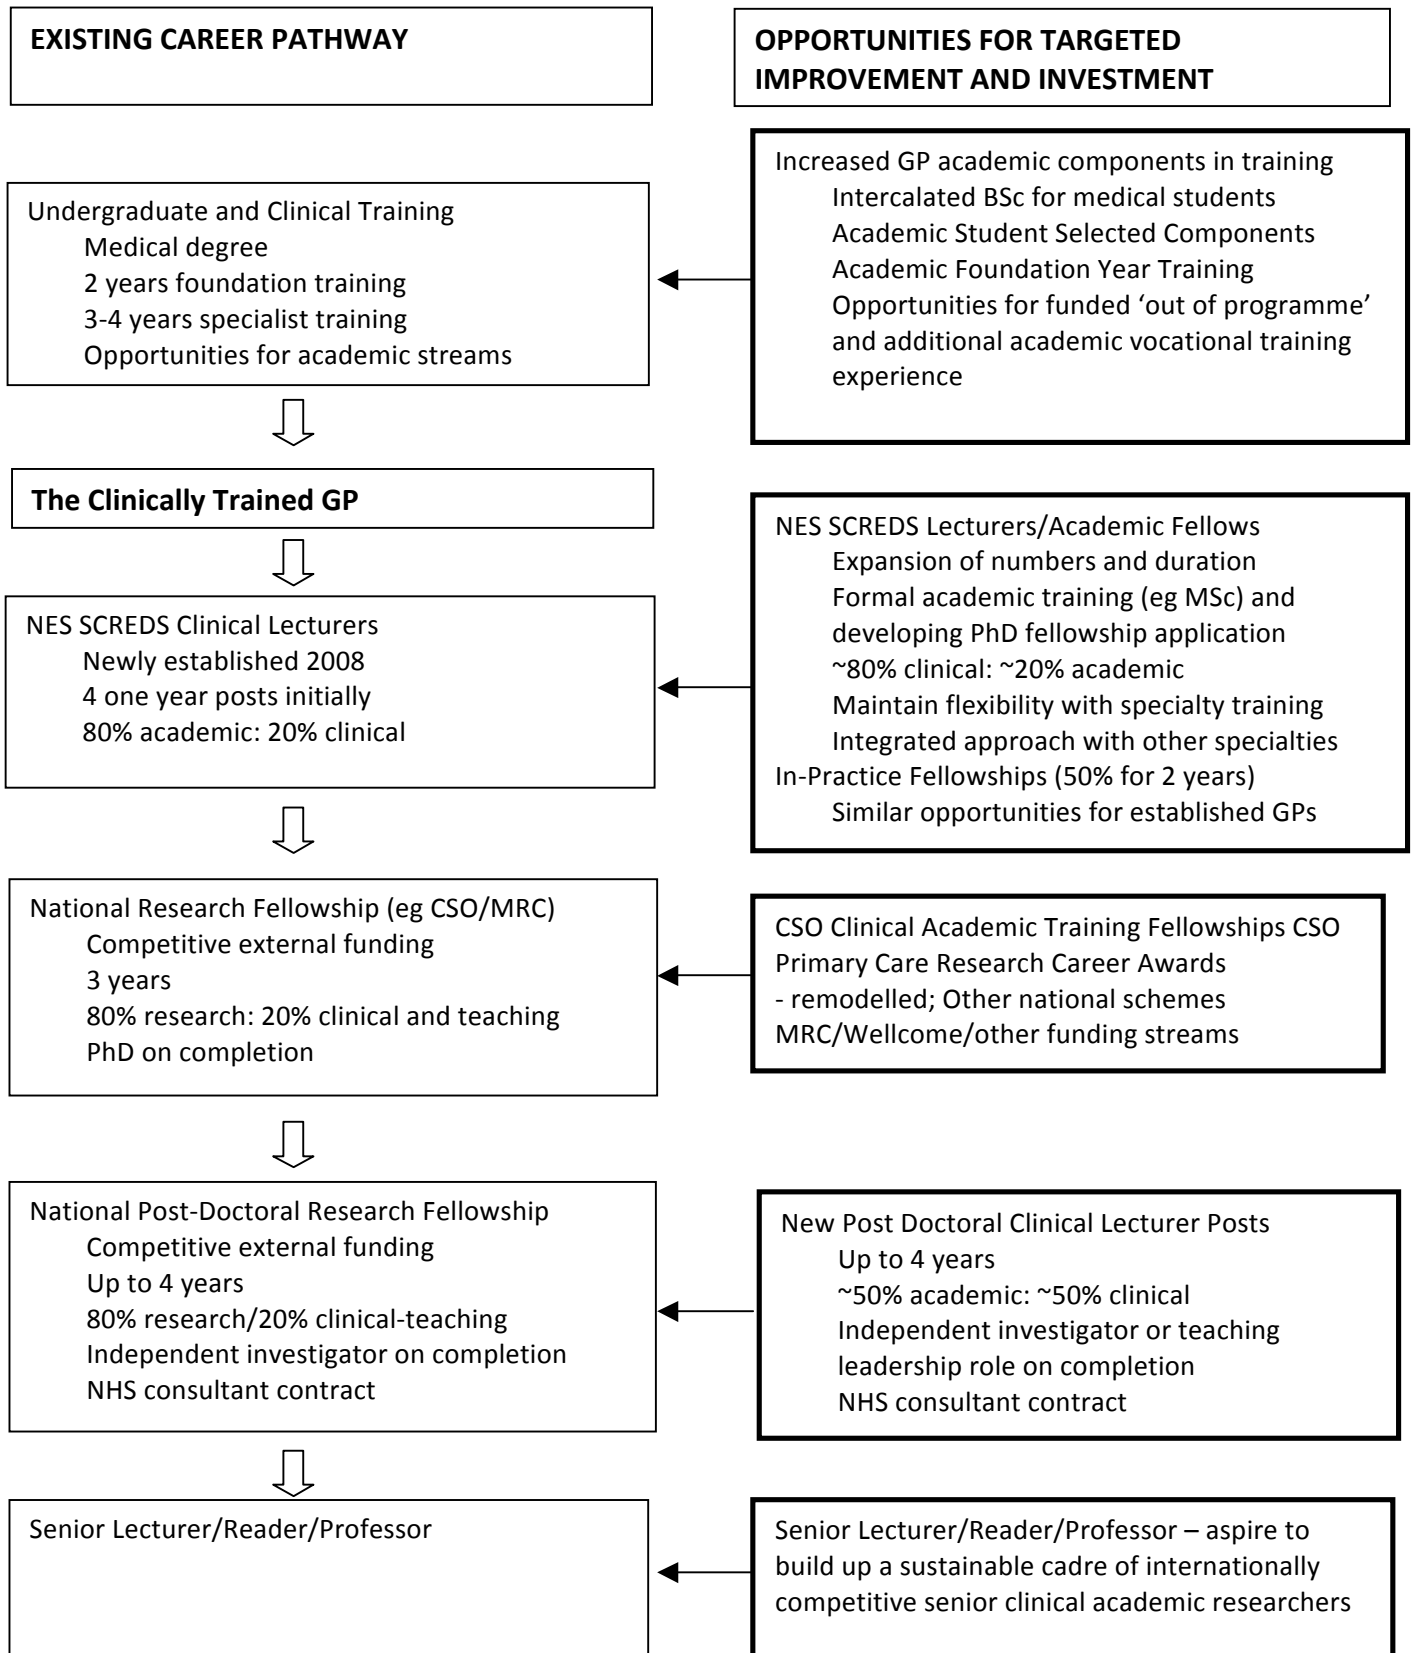 EXISTING CAREER PATHWAY
OPPORTUNITIES FOR TARGETED
IMPROVEMENT AND INVESTMENT
Undergraduate and Clinical Training
Medical degree
2 years foundation training
3-4 years specialist training
Opportunities for academic streams
Increased GP academic components in training
Intercalated BSc for medical students
Academic Student Selected Components
Academic Foundation Year Training
Opportunities for funded ‘out of programme’
and additional academic vocational training
experience
The Clinically Trained GP
NES SCREDS Clinical Lecturers
Newly established 2008
4 one year posts initially
80% academic: 20% clinical
NES SCREDS Lecturers/Academic Fellows
Expansion of numbers and duration
Formal academic training (eg MSc) and
developing PhD fellowship application
~80% clinical: ~20% academic
Maintain flexibility with specialty training
Integrated approach with other specialties
In-Practice Fellowships (50% for 2 years)
Similar opportunities for established GPs
National Research Fellowship (eg CSO/MRC)
Competitive external funding
3 years
80% research: 20% clinical and teaching
PhD on completion
CSO Clinical Academic Training Fellowships CSO
Primary Care Research Career Awards
- remodelled; Other national schemes
MRC/Wellcome/other funding streams
National Post-Doctoral Research Fellowship
Competitive external funding
Up to 4 years
80% research/20% clinical-teaching
Independent investigator on completion
NHS consultant contract
New Post Doctoral Clinical Lecturer Posts
Up to 4 years
~50% academic: ~50% clinical
Independent investigator or teaching
leadership role on completion
NHS consultant contract
Senior Lecturer/Reader/Professor
Senior Lecturer/Reader/Professor – aspire to
build up a sustainable cadre of internationally
competitive senior clinical academic researchers